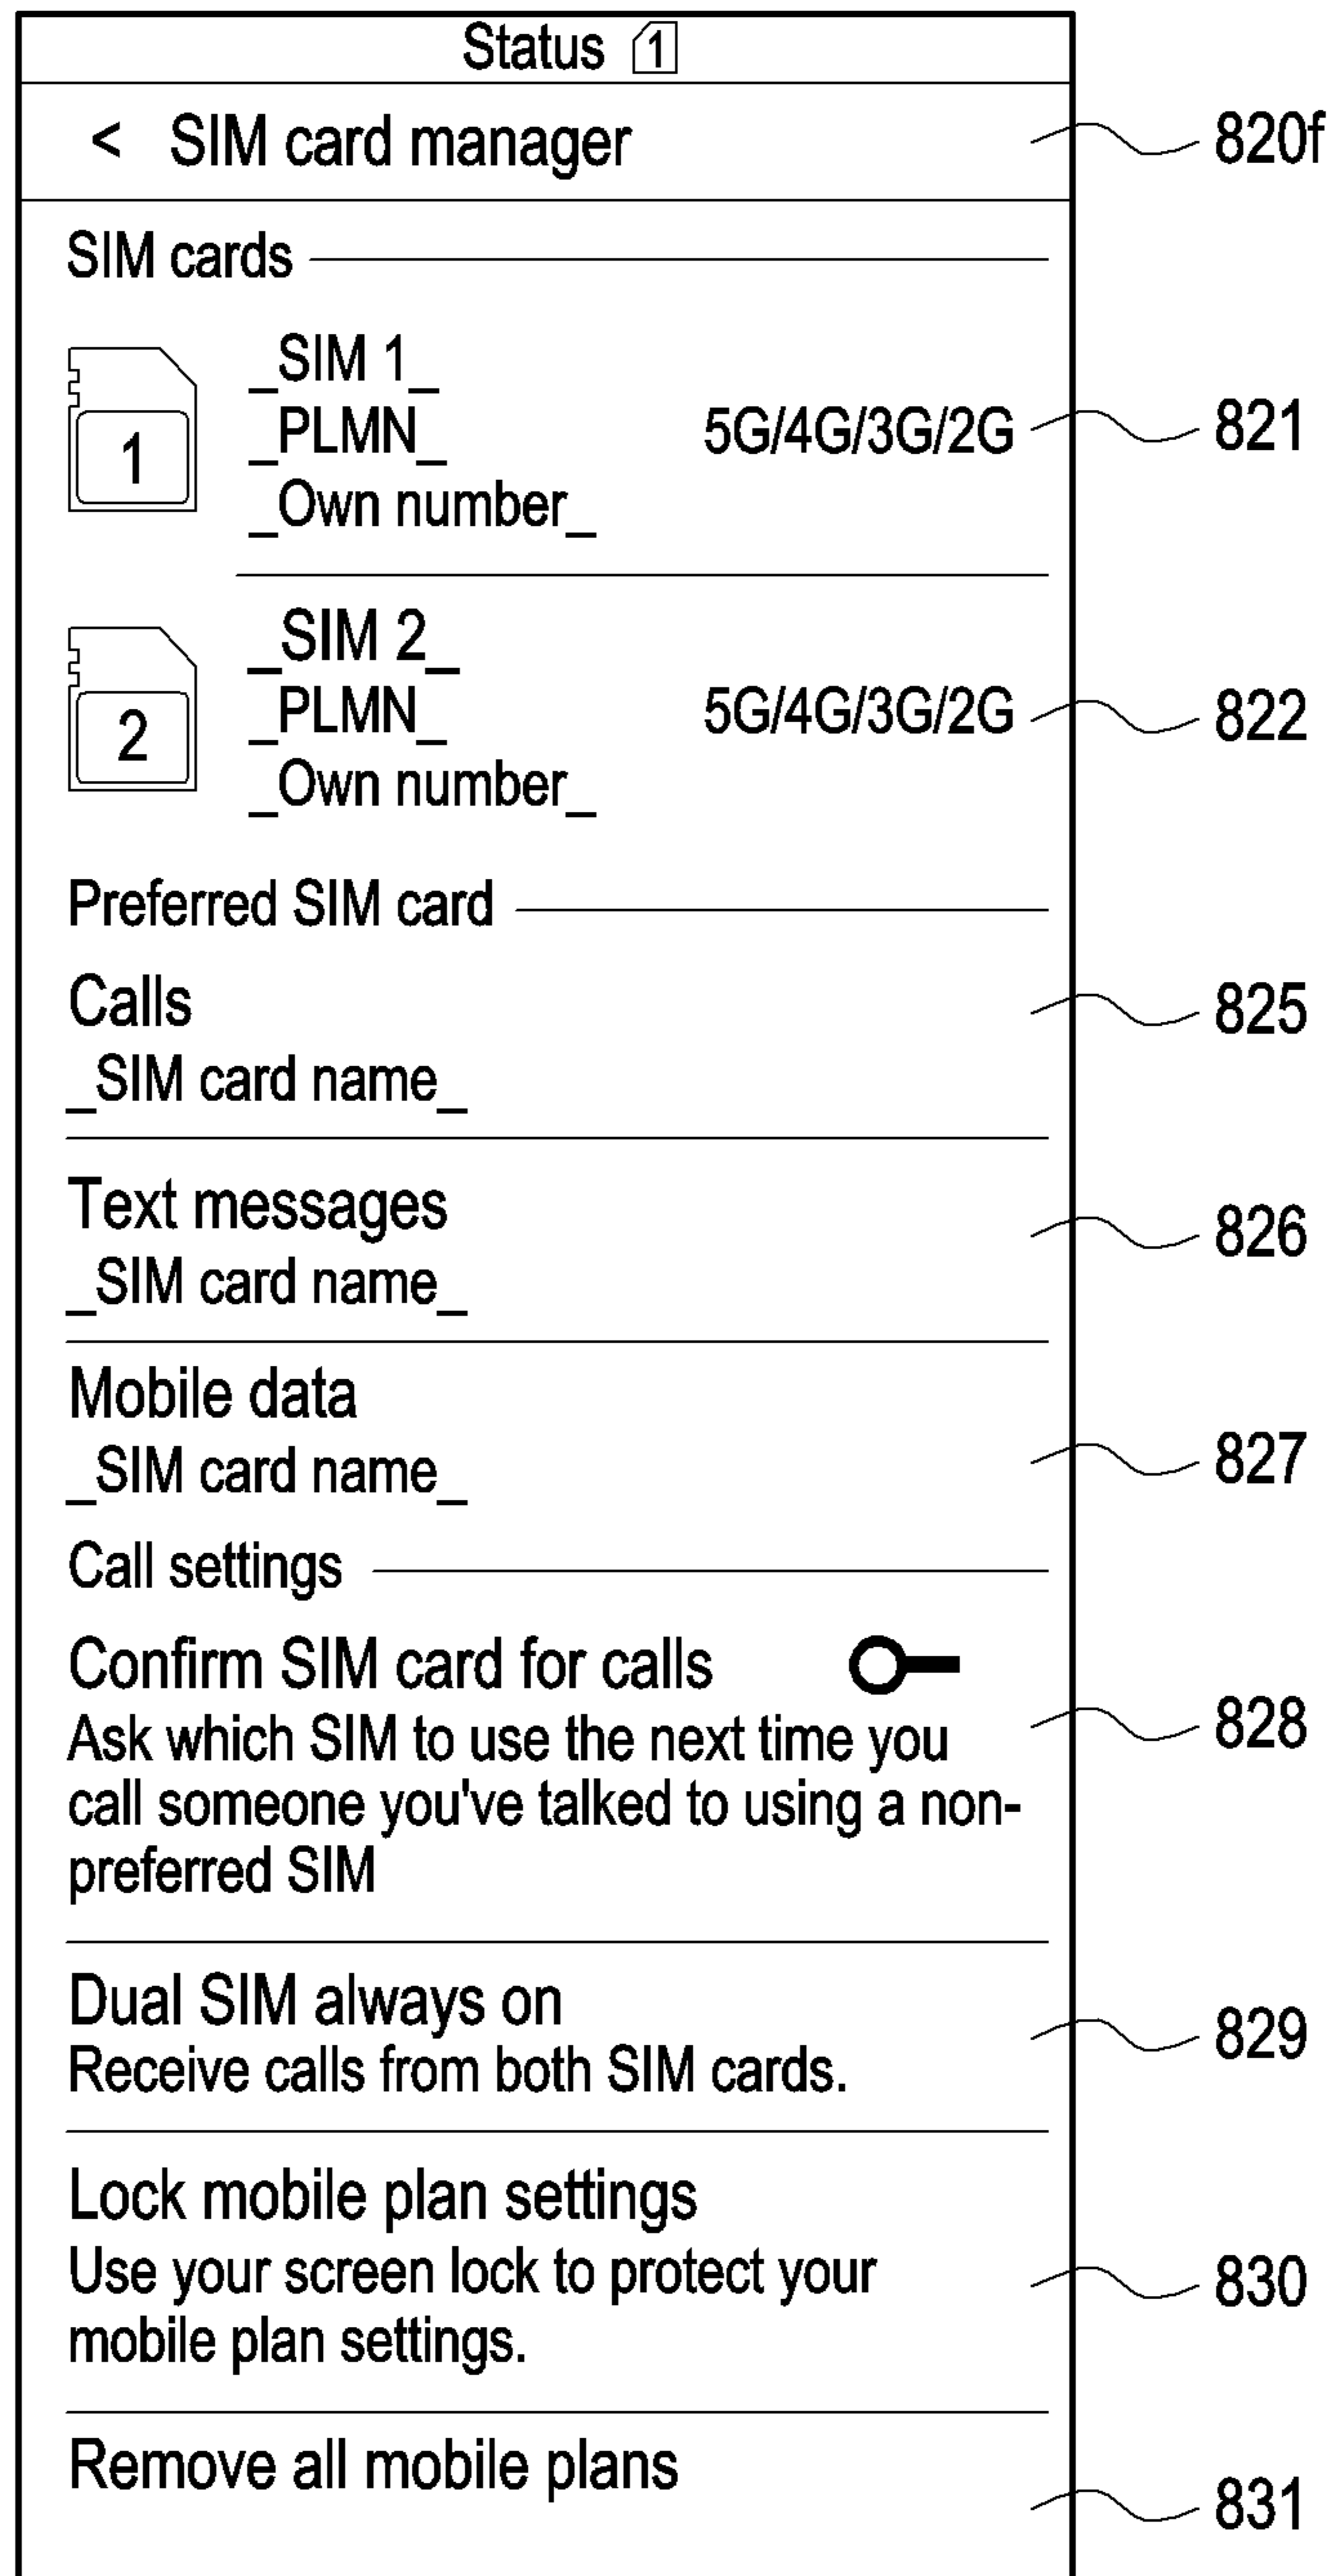 Status 1
< SIM card manager 820f
SIM cards
_SIM 1_
1 _PLMN_ 5G/4G/3G/2G 821
_Own number_
_SIM 2_
2 _PLMN_ 5G/4G/3G/2G 822
_Own number_
Preferred SIM card
Calls 825
_SIM card name_
Text messages 826
_SIM card name_
Mobile data
_SIM card name_ 827
Call settings
Confirm SIM card for calls
Ask which SIM to use the next time you 828
call someone you've talked to using a non-
preferred SIM
Dual SIM always on
Receive calls from both SIM cards. 829
Lock mobile plan settings
Use your screen lock to protect your 830
mobile plan settings.
Remove all mobile plans
831